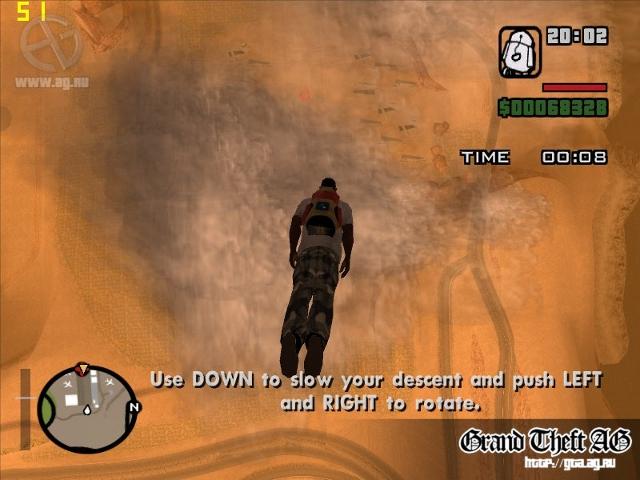 51
www.ag.ru
20:02
$00068328
TIME 00:08
Use DOWN to slow your descent and push LEFT
and RIGHT to rotate.
N
Grand Theft AG
http://gta.ag.ru